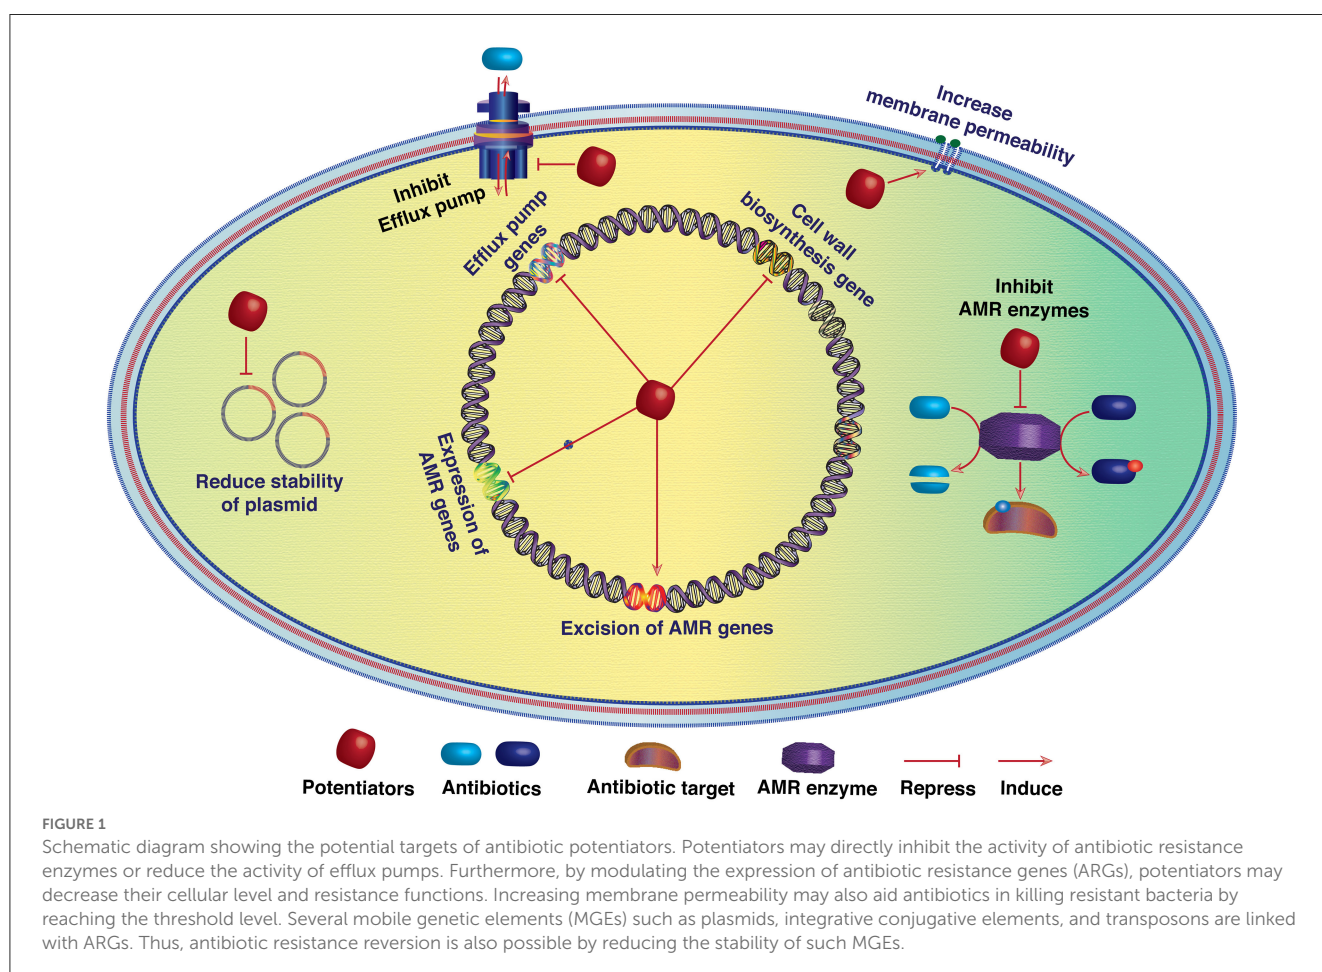 Increase
membrane permeability
Inhibit
Efflux pump
Efflux pump
genes
Cell wall
biosynthesis gene
Inhibit
AMR enzymes
Reduce stability
of plasmid
Expression of
AMR genes
Excision of AMR genes
Potentiators
Antibiotics
Antibiotic target
AMR enzyme
Repress
Induce
FIGURE 1
Schematic diagram showing the potential targets of antibiotic potentiators. Potentiators may directly inhibit the activity of antibiotic resistance
enzymes or reduce the activity of efflux pumps. Furthermore, by modulating the expression of antibiotic resistance genes (ARGs), potentiators may
decrease their cellular level and resistance functions. Increasing membrane permeability may also aid antibiotics in killing resistant bacteria by
reaching the threshold level. Several mobile genetic elements (MGEs) such as plasmids, integrative conjugative elements, and transposons are linked
with ARGs. Thus, antibiotic resistance reversion is also possible by reducing the stability of such MGEs.